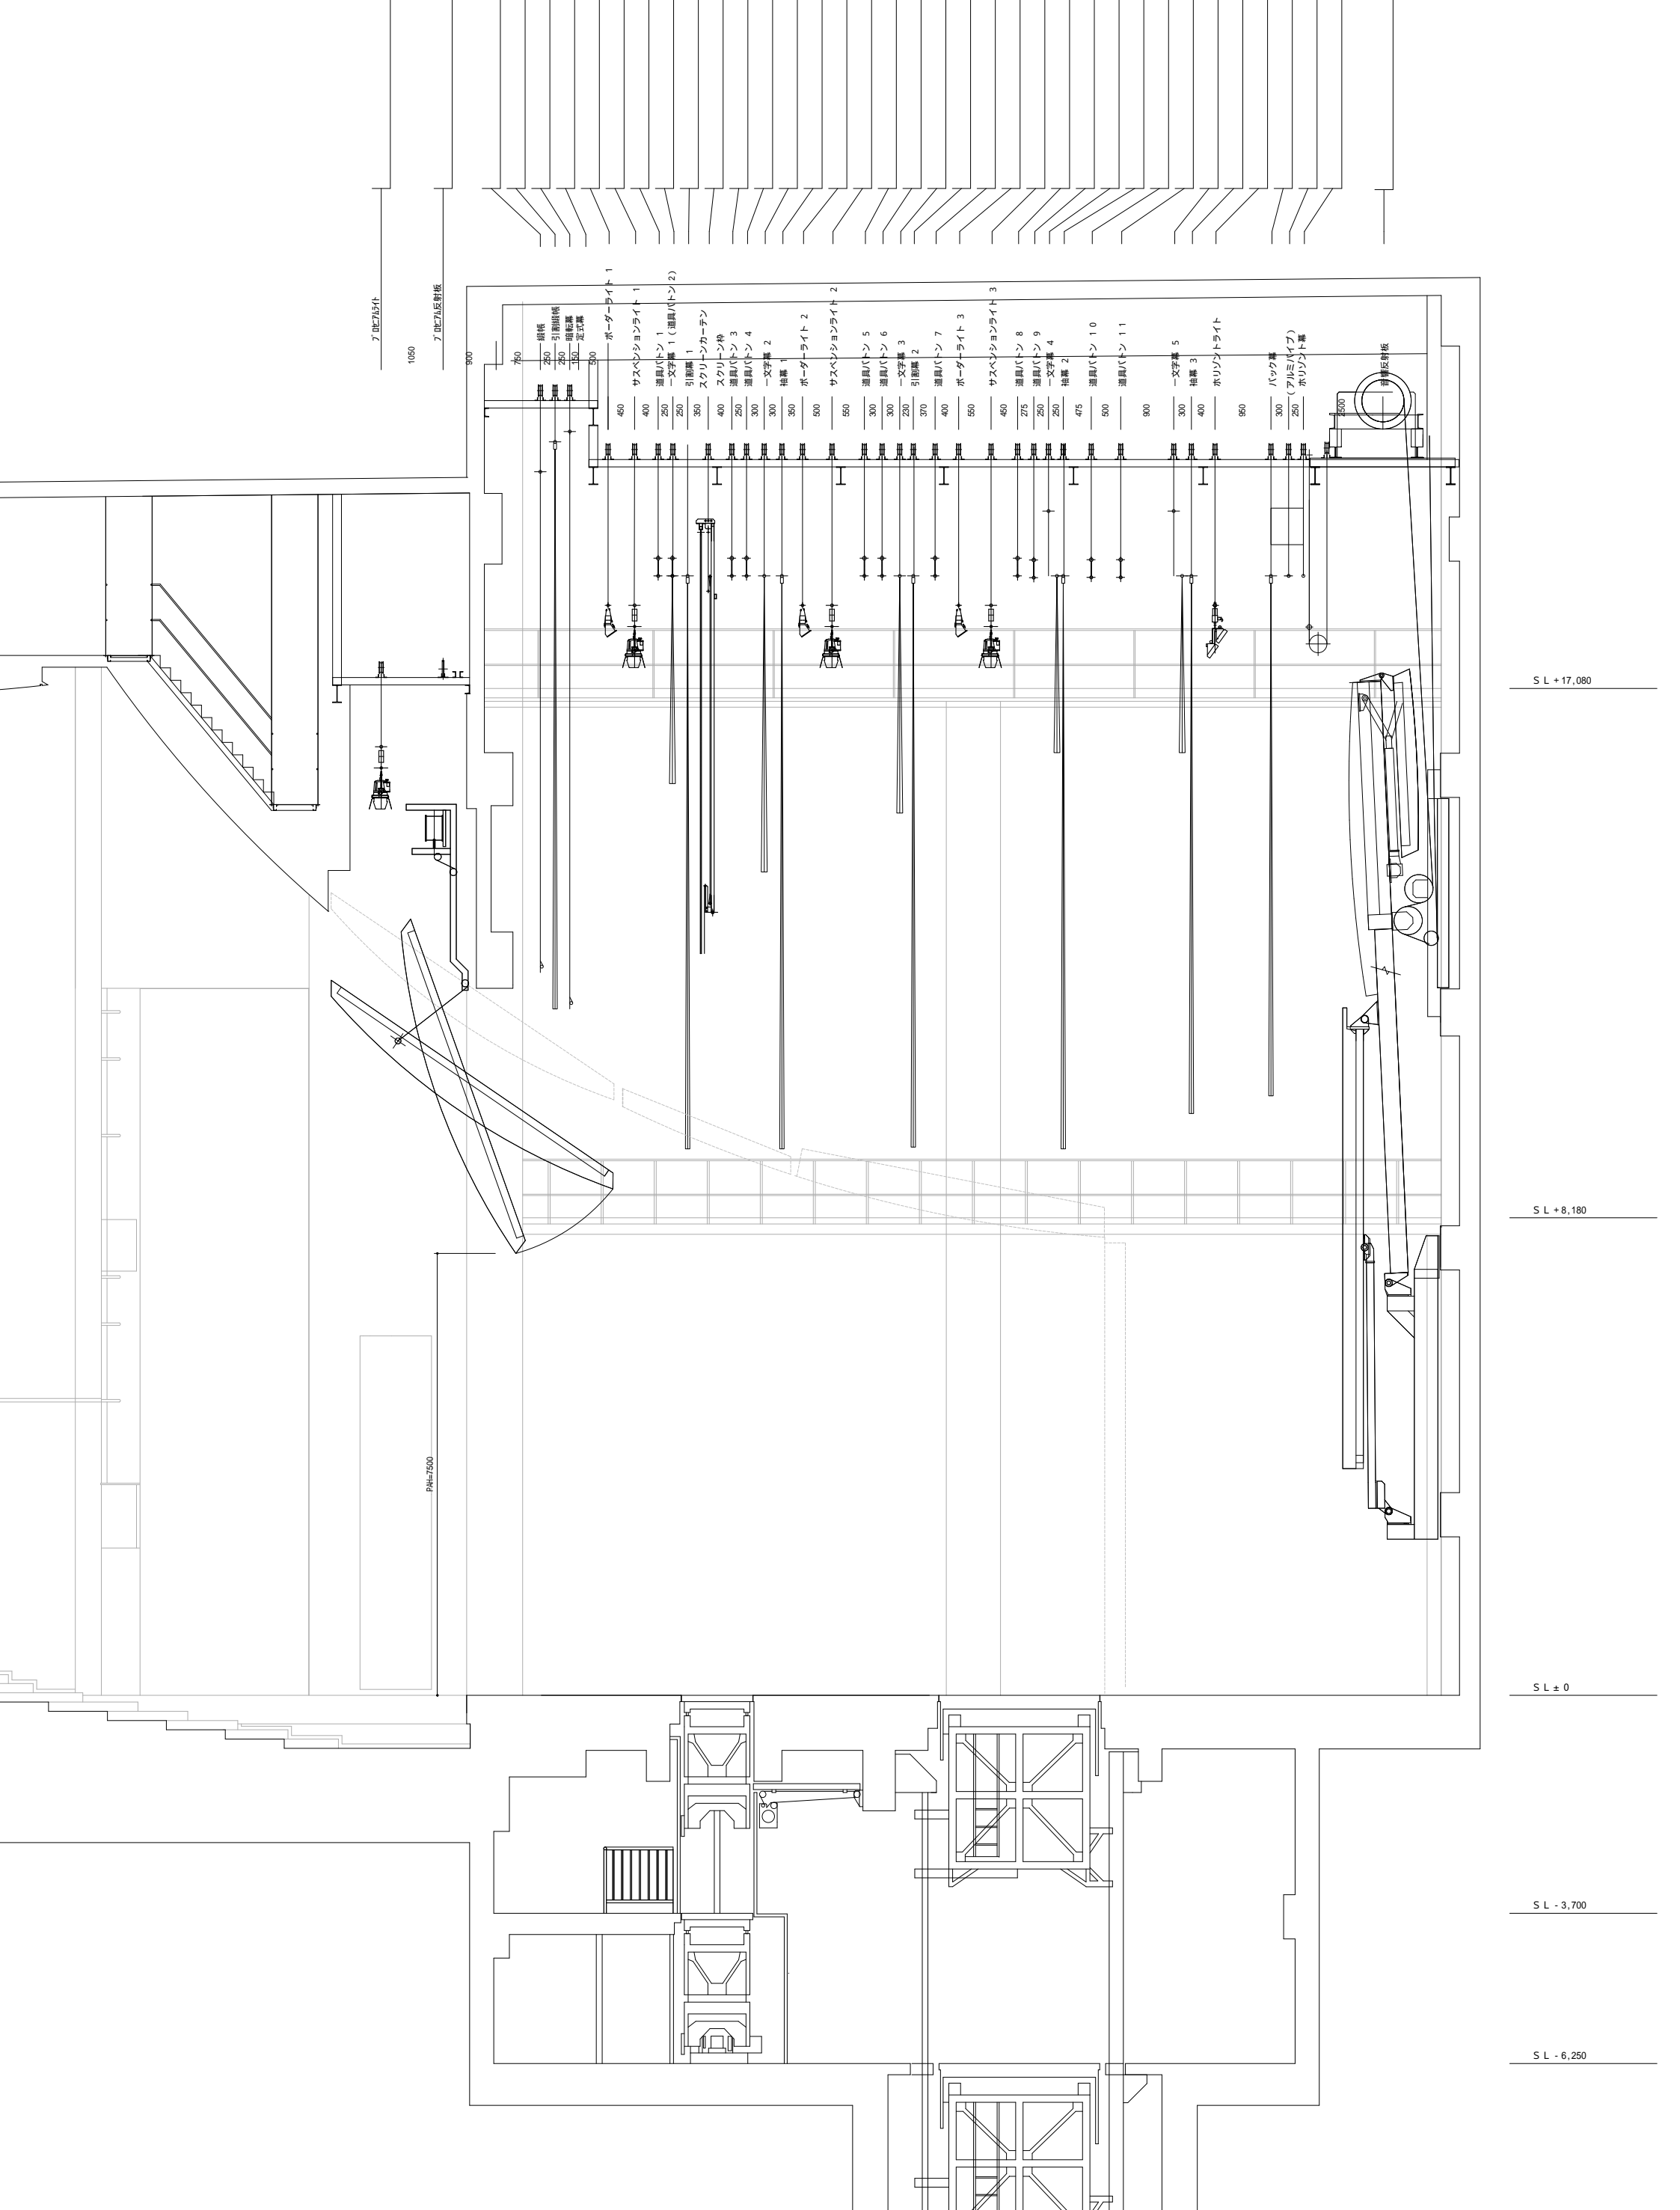 プロセニアムライト
1050
プロセニアム反射板
900
750
緞帳
250
引割緞帳
250
暗転幕
150
定式幕
500
ボーダーライト 1
450
サスペンションライト 1
400
道具バトン 1
250
一文字幕 1 (道具バトン 2)
250
引割幕 1
350
スクリーンカーテン
スクリーン枠
400
道具バトン 3
250
道具バトン 4
300
一文字幕 2
300
袖幕 1
350
ボーダーライト 2
500
サスペンションライト 2
550
道具バトン 5
300
道具バトン 6
300
一文字幕 3
230
引割幕 2
370
道具バトン 7
400
ボーダーライト 3
550
サスペンションライト 3
450
道具バトン 8
275
道具バトン 9
250
一文字幕 4
250
袖幕 2
475
道具バトン 10
500
道具バトン 11
900
一文字幕 5
300
袖幕 3
400
ホリゾントライト
950
バック幕
300
(アルミパイプ)
250
ホリゾント幕
2500
音響反射板
SL+17,080
SL+8,180
PAH=7500
SL±0
SL-3,700
SL-6,250